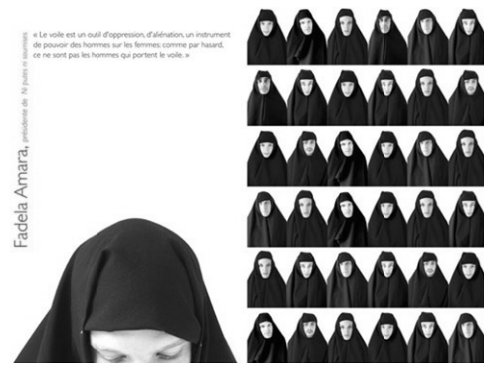 « Le voile est un outil d'oppression, d'aliénation, un instrument
de pouvoir des hommes sur les femmes: comme par hasard,
ce ne sont pas les hommes qui portent le voile. »
Fadela Amara, présidente de Ni putes ni soumises